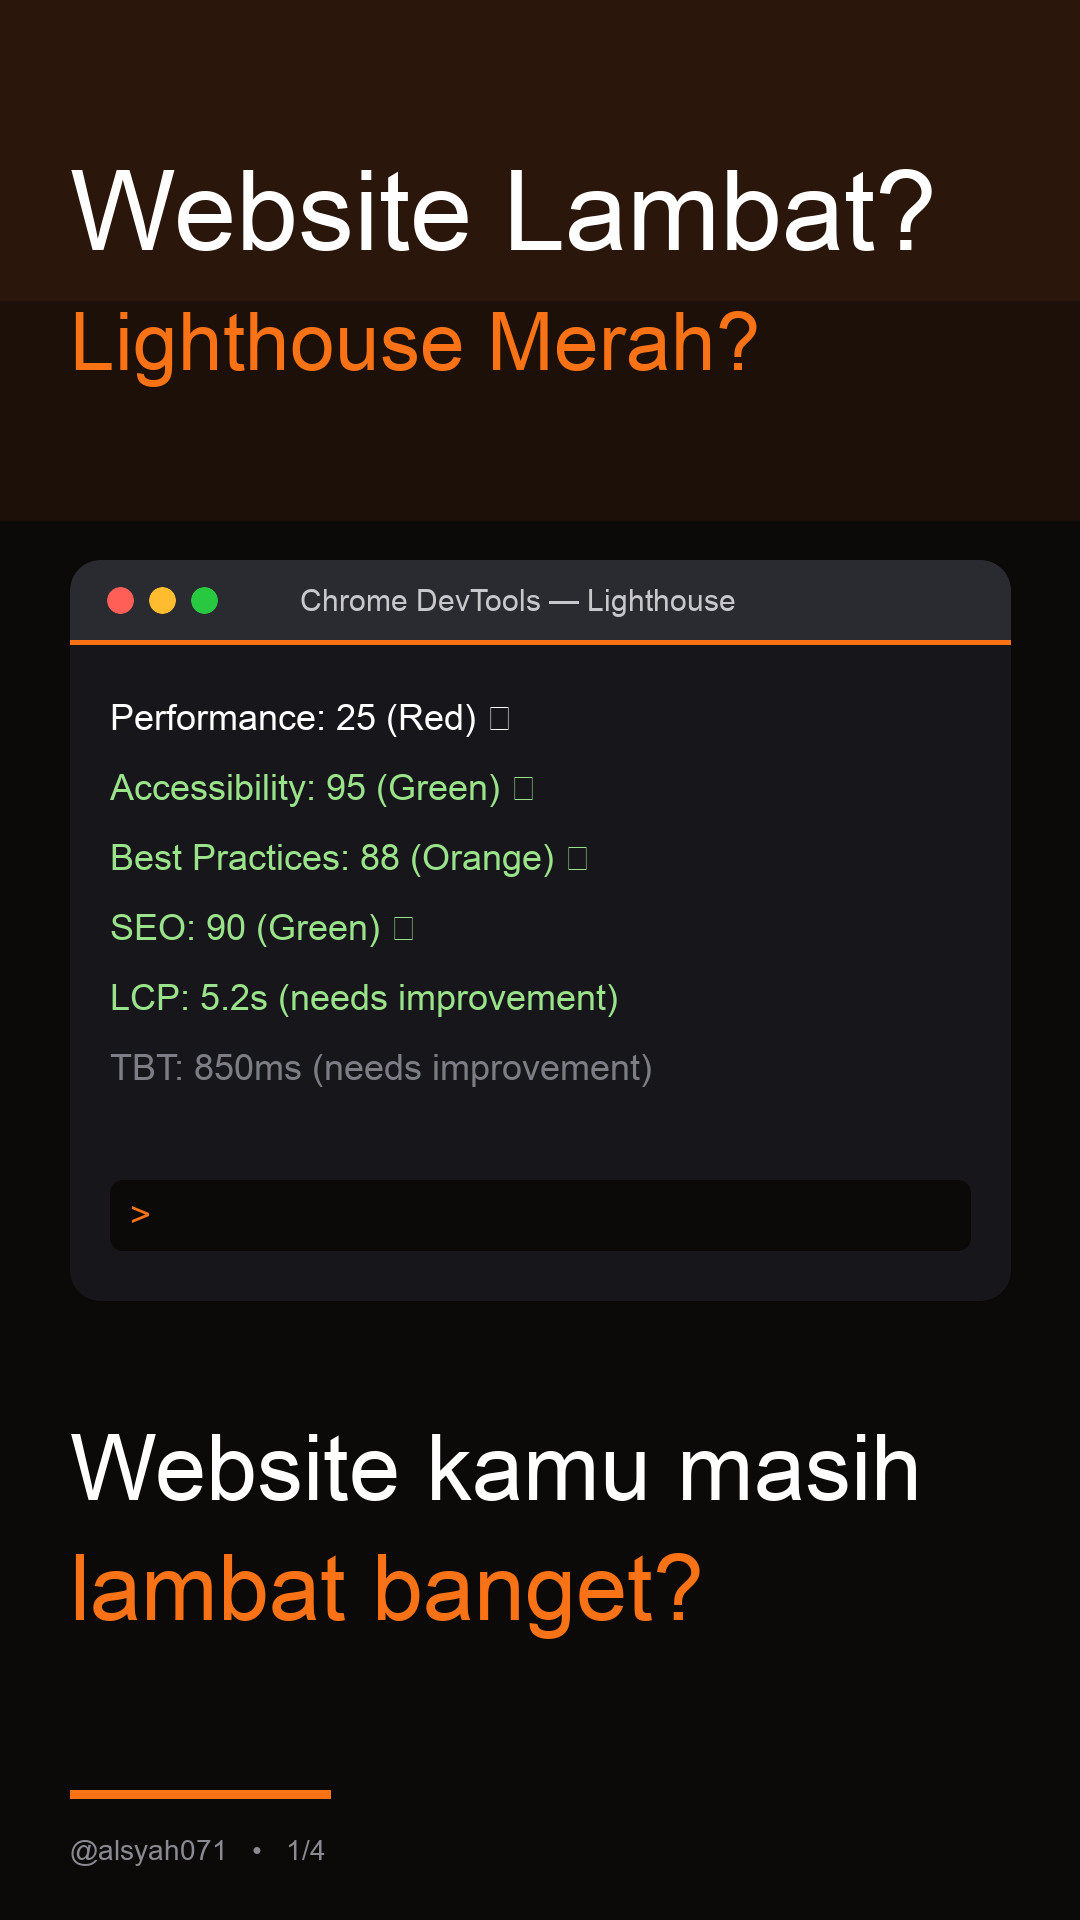 Website Lambat?
Lighthouse Merah?
Chrome DevTools — Lighthouse
Performance: 25 (Red) □
Accessibility: 95 (Green) □
Best Practices: 88 (Orange) □
SEO: 90 (Green) □
LCP: 5.2s (needs improvement)
TBT: 850ms (needs improvement)
>
Website kamu masih
lambat banget?
@alsyah071 • 1/4